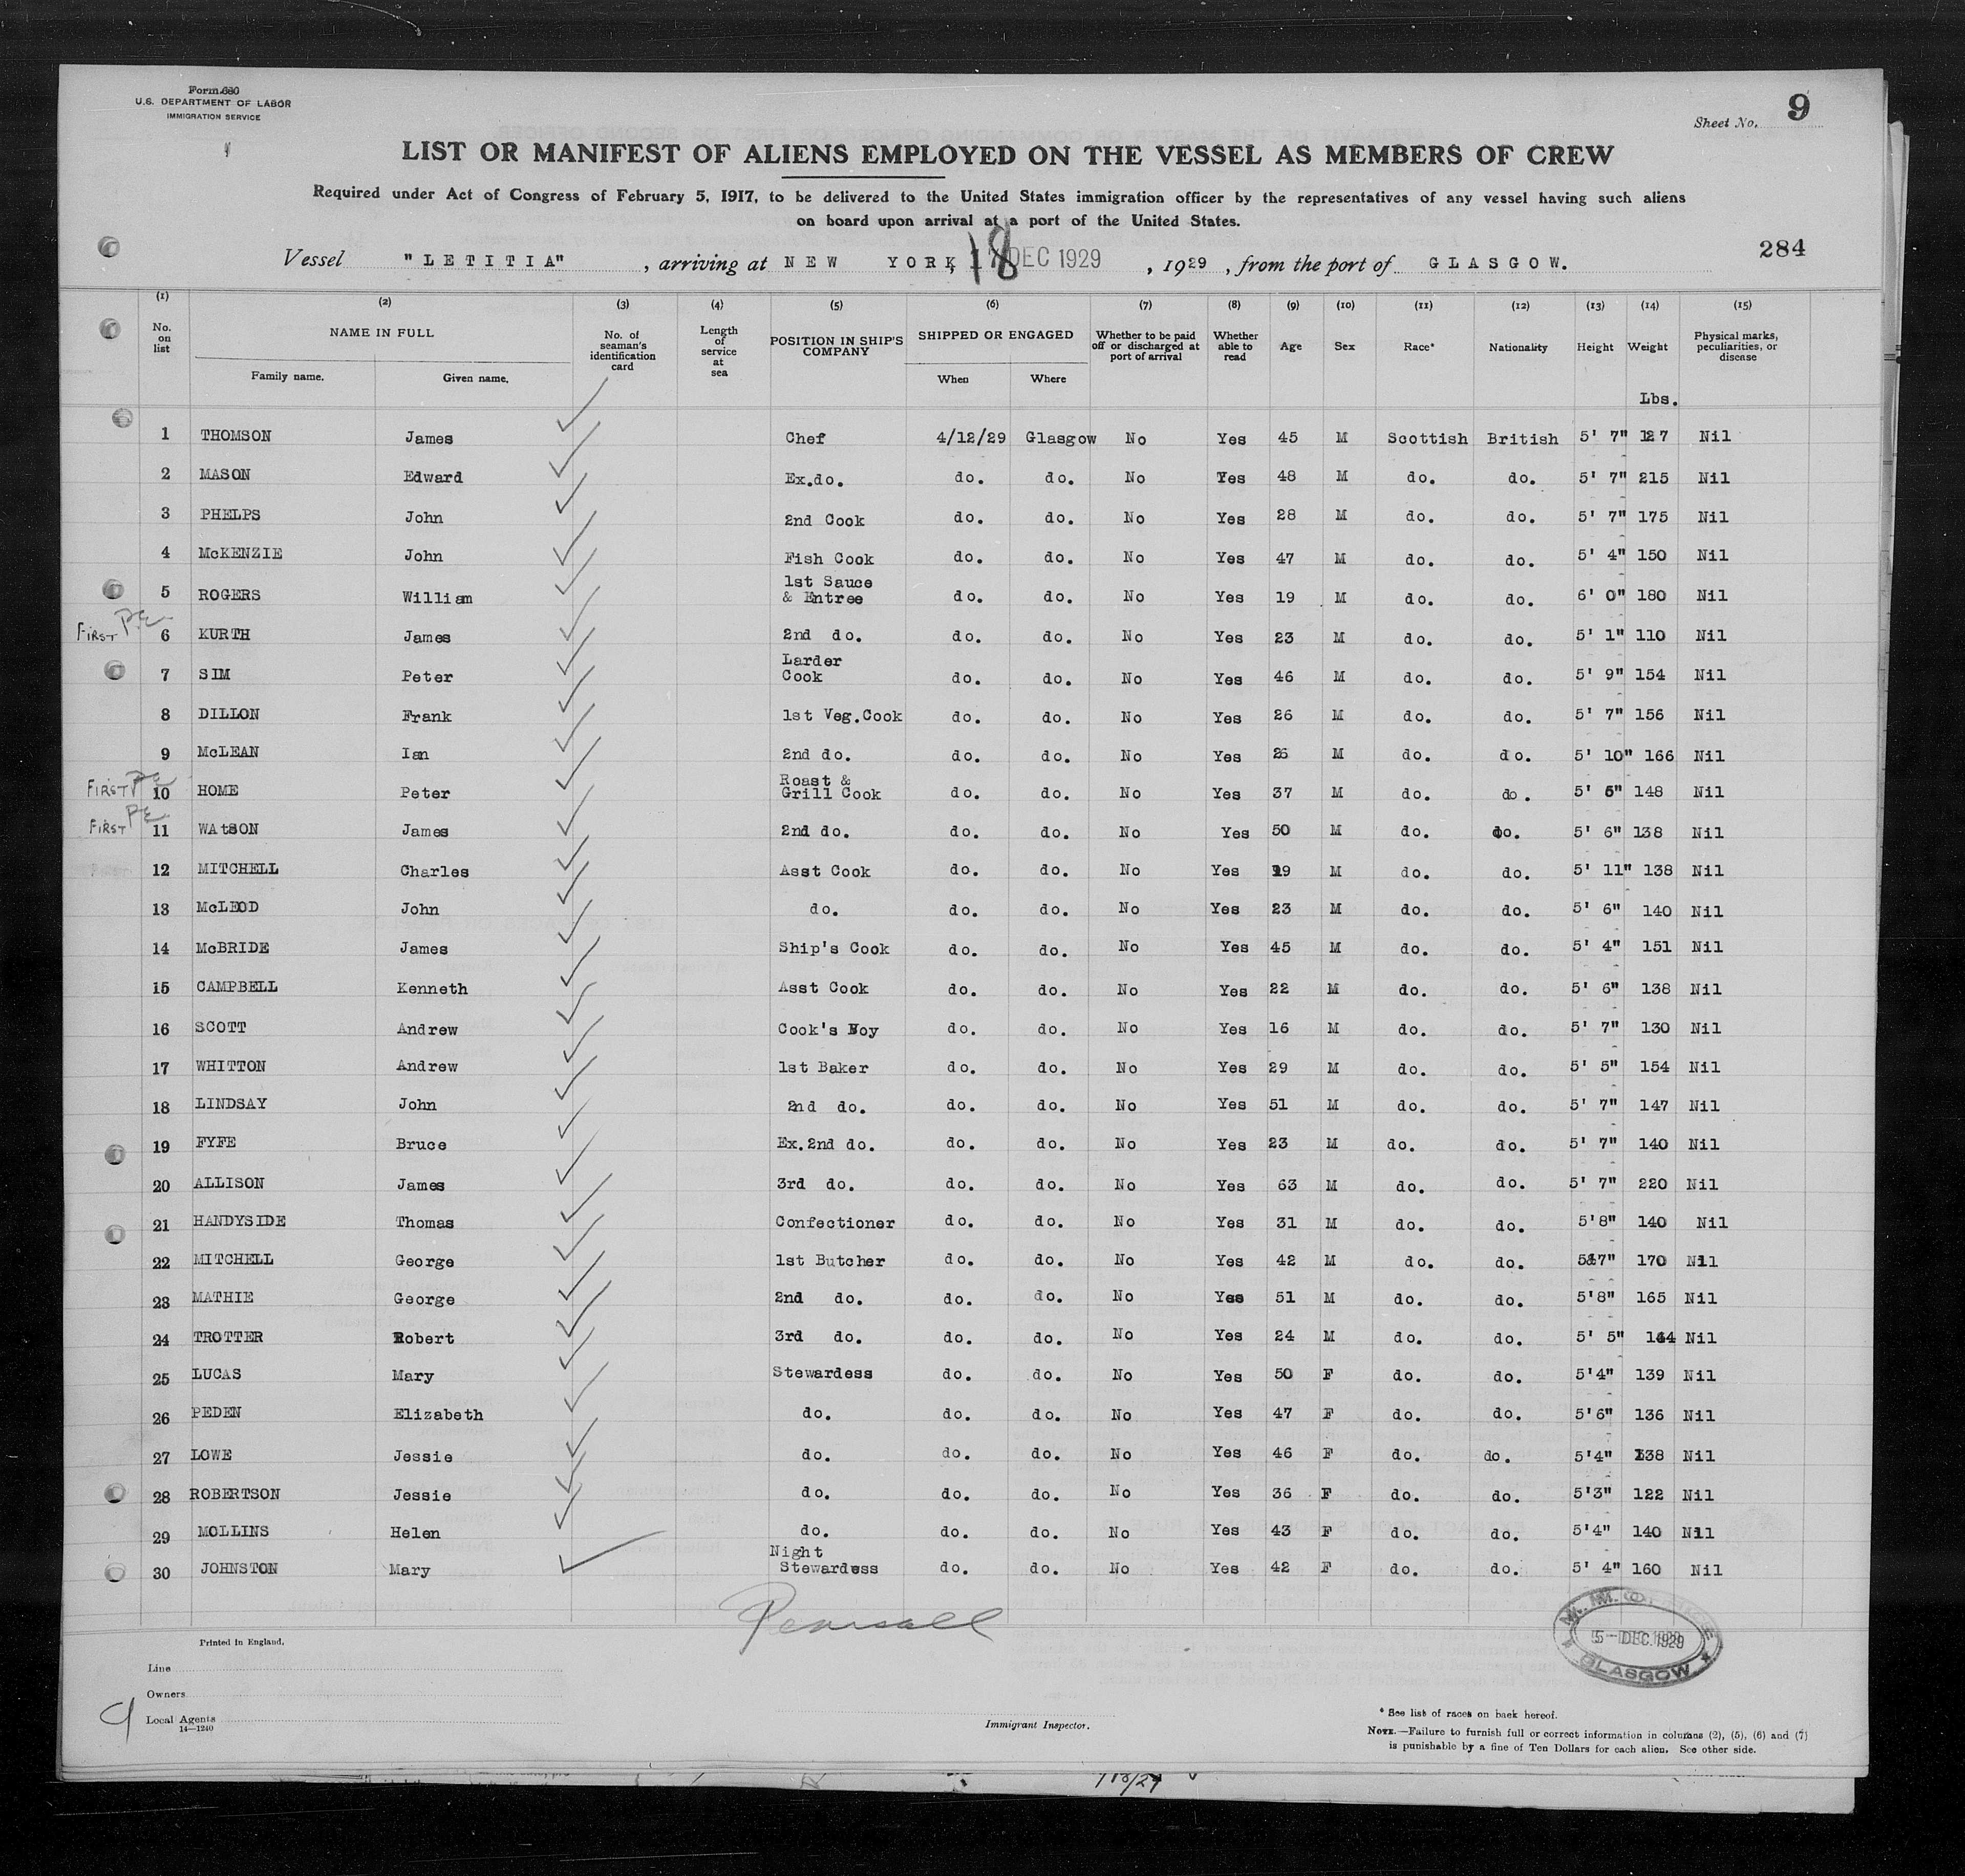 Form 680
U.S. DEPARTMENT OF LABOR
IMMIGRATION SERVICE
Sheet No. 9
LIST OR MANIFEST OF ALIENS EMPLOYED ON THE VESSEL AS MEMBERS OF CREW
Required under Act of Congress of February 5, 1917, to be delivered to the United States immigration officer by the representatives of any vessel having such aliens
on board upon arrival at a port of the United States.
284
Vessel "LETITIA", arriving at NEW YORK, 18 DEC 1929, 1929, from the port of GLASGOW.
(1) (2) (3) (4) (5) (6) (7) (8) (9) (10) (11) (12) (13) (14) (15)
No. on list NAME IN FULL Family name. Given name. No. of seaman's identification card Length of service at sea POSITION IN SHIP'S COMPANY SHIPPED OR ENGAGED When Where Whether to be paid off or discharged at port of arrival Whether able to read Age Sex Race* Nationality Height Weight Physical marks, peculiarities, or disease
Lbs.
1 THOMSON James Chef 4/12/29 Glasgow No Yes 45 M Scottish British 5' 7" 127 Nil
2 MASON Edward Ex.do. do. do. No Yes 48 M do. do. 5' 7" 215 Nil
3 PHELPS John 2nd Cook do. do. No Yes 28 M do. do. 5' 7" 175 Nil
4 McKENZIE John Fish Cook do. do. No Yes 47 M do. do. 5' 4" 150 Nil
5 ROGERS William 1st Sauce & Entree do. do. No Yes 19 M do. do. 6' 0" 180 Nil
FIRST PE 6 KURTH James 2nd do. do. do. No Yes 23 M do. do. 5' 1" 110 Nil
7 SIM Peter Larder Cook do. do. No Yes 46 M do. do. 5' 9" 154 Nil
8 DILLON Frank 1st Veg.Cook do. do. No Yes 26 M do. do. 5' 7" 156 Nil
9 McLEAN Ian 2nd do. do. do. No Yes 26 M do. do. 5' 10" 166 Nil
FIRST PE 10 HOME Peter Roast & Grill Cook do. do. No Yes 37 M do. do. 5' 6" 148 Nil
FIRST PE 11 WAtSON James 2nd do. do. do. No Yes 50 M do. do. 5' 6" 138 Nil
12 MITCHELL Charles Asst Cook do. do. No Yes 19 M do. do. 5' 11" 138 Nil
13 McLEOD John do. do. do. No Yes 23 M do. do. 5' 6" 140 Nil
14 McBRIDE James Ship's Cook do. do. No Yes 45 M do. do. 5' 4" 151 Nil
15 CAMPBELL Kenneth Asst Cook do. do. No Yes 22 M do. do. 5' 6" 138 Nil
16 SCOTT Andrew Cook's Boy do. do. No Yes 16 M do. do. 5' 7" 130 Nil
17 WHITTON Andrew 1st Baker do. do. No Yes 29 M do. do. 5' 5" 154 Nil
18 LINDSAY John 2nd do. do. do. No Yes 51 M do. do. 5' 7" 147 Nil
19 FYFE Bruce Ex.2nd do. do. do. No Yes 23 M do. do. 5' 7" 140 Nil
20 ALLISON James 3rd do. do. do. No Yes 63 M do. do. 5' 7" 220 Nil
21 HANDYSIDE Thomas Confectioner do. do. No Yes 31 M do. do. 5'8" 140 Nil
22 MITCHELL George 1st Butcher do. do. No Yes 42 M do. do. 5'7" 170 Nil
23 MATHIE George 2nd do. do. do. No Yes 51 M do. do. 5'8" 165 Nil
24 TROTTER Robert 3rd do. do. do. No Yes 24 M do. do. 5' 5" 144 Nil
25 LUCAS Mary Stewardess do. do. No Yes 50 F do. do. 5'4" 139 Nil
26 PEDEN Elizabeth do. do. do. No Yes 47 F do. do. 5'6" 136 Nil
27 LOWE Jessie do. do. do. No Yes 46 F do. do. 5'4" 138 Nil
28 ROBERTSON Jessie do. do. do. No Yes 36 F do. do. 5'3" 122 Nil
29 MOLLINS Helen do. do. do. No Yes 43 F do. do. 5'4" 140 Nil
30 JOHNSTON Mary Night Stewardess do. do. No Yes 42 F do. do. 5' 4" 160 Nil
Pearsall
M.M. OFFICE
5 - DEC. 1929
GLASGOW
Printed in England.
Line
Owners
9 Local Agents
14—1240
Immigrant Inspector.
* See list of races on back hereof.
NOTE.—Failure to furnish full or correct information in columns (2), (5), (6) and (7)
is punishable by a fine of Ten Dollars for each alien. See other side.